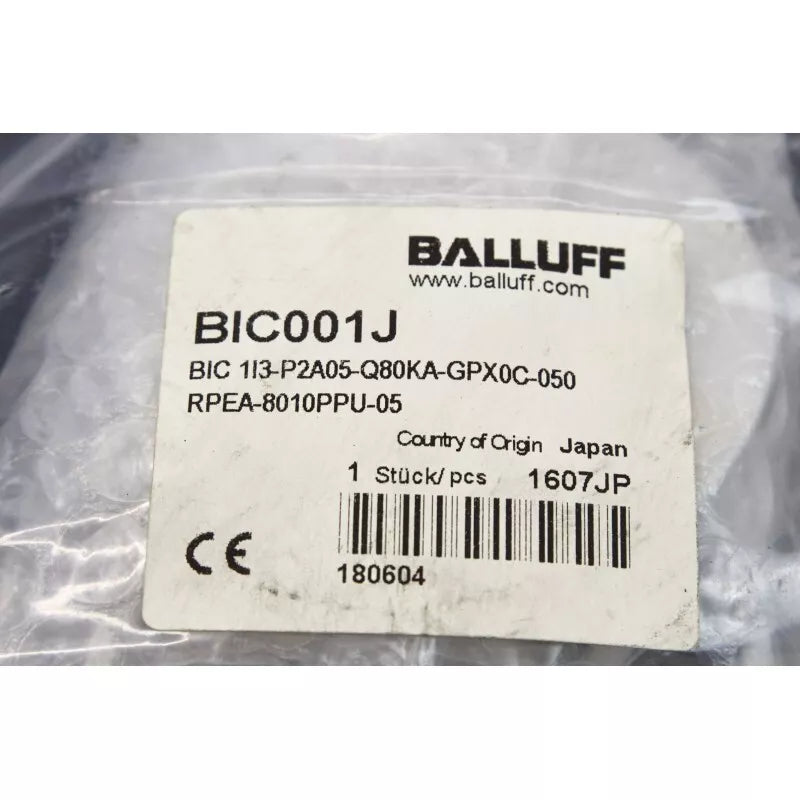 BALLUFF
www.balluff.com
BIC001J
BIC 1I3-P2A05-Q80KA-GPX0C-050
RPEA-8010PPU-05
Country of Origin Japan
1 Stück/pcs 1607JP
CE
180604